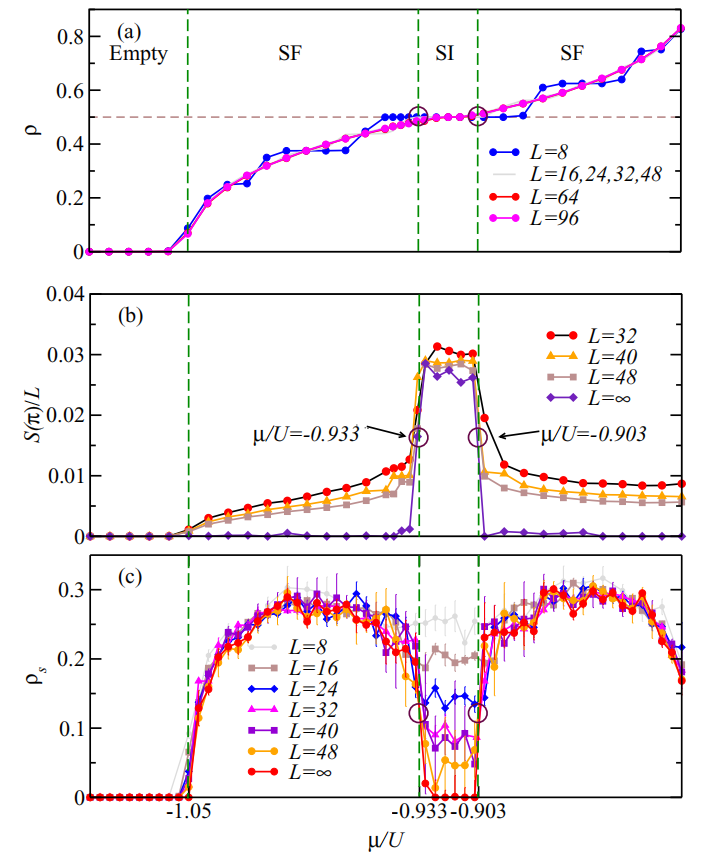 (a)
Empty SF SI SF
0.8
0.6
0.4
0.2
0
ρ
L=8
L=16,24,32,48
L=64
L=96
(b)
0.04
0.03
0.02
0.01
0
S(π)/L
L=32
L=40
L=48
L=∞
μ/U=-0.933
μ/U=-0.903
(c)
0.3
0.2
0.1
0
ρs
L=8
L=16
L=24
L=32
L=40
L=48
L=∞
-1.05 -0.933 -0.903
μ/U